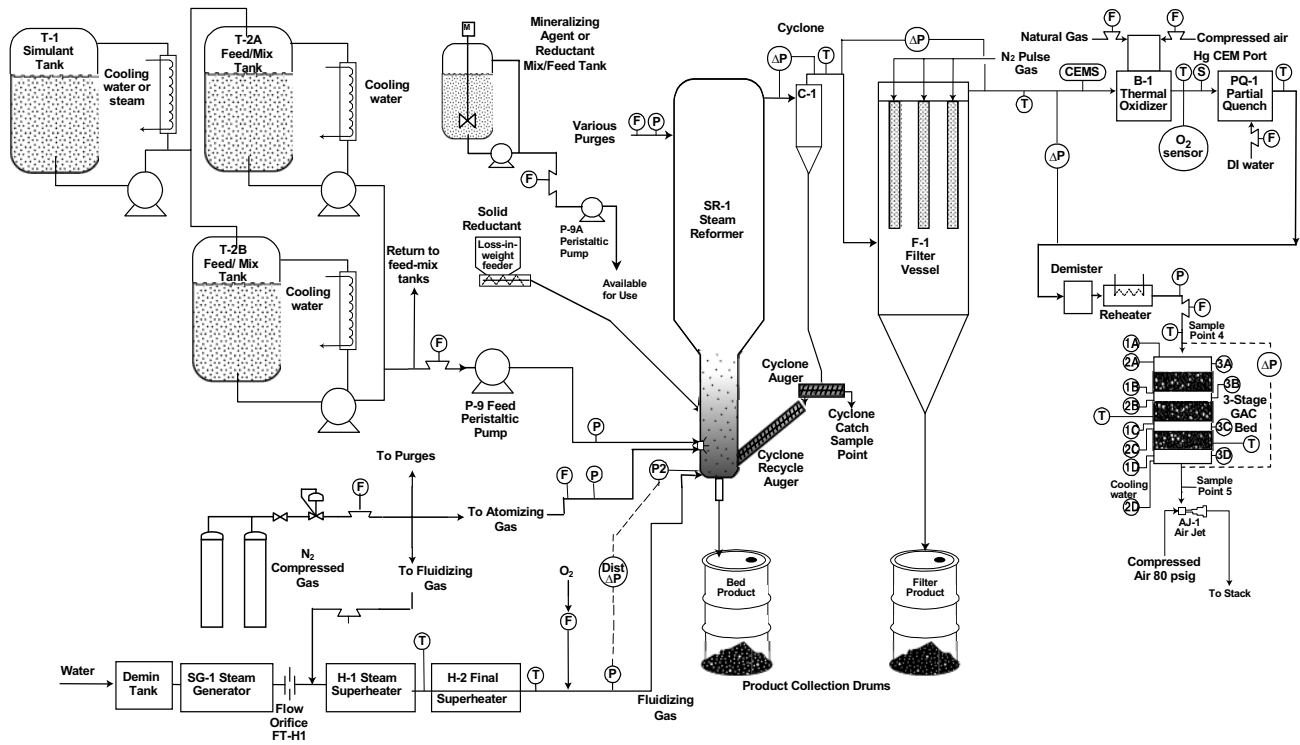 T-1
Simulant
Tank
Cooling
water or
steam
T-2A
Feed/Mix
Tank
Cooling
water
T-2B
Feed/ Mix
Tank
Cooling
water
M
Mineralizing
Agent or
Reductant
Mix/Feed Tank
F
P-9A
Peristaltic
Pump
Available
for Use
Solid
Reductant
Loss-in-
weight
feeder
Return to
feed-mix
tanks
F
P-9 Feed
Peristaltic
Pump
P
Various
Purges
F
P
SR-1
Steam
Reformer
Cyclone
ΔP
T
C-1
ΔP
N2 Pulse
Gas
F-1
Filter
Vessel
Cyclone
Auger
Cyclone
Catch
Sample
Point
Cyclone
Recycle
Auger
T
CEMS
ΔP
Natural Gas
F
F
Compressed air
B-1
Thermal
Oxidizer
Hg CEM Port
T
S
O2
sensor
PQ-1
Partial
Quench
T
F
DI water
Demister
Reheater
P
F
T
Sample
Point 4
1A
2A
1B
2B
T
1C
2C
1D
Cooling
water
2D
3A
3B
3-Stage
GAC
Bed
3C
T
3D
ΔP
Sample
Point 5
AJ-1
Air Jet
Compressed
Air 80 psig
To Stack
To Purges
F
N2
Compressed
Gas
To Atomizing
Gas
F
P
To Fluidizing
Gas
P2
Dist
ΔP
O2
F
Water
Demin
Tank
SG-1 Steam
Generator
Flow
Orifice
FT-H1
H-1 Steam
Superheater
T
H-2 Final
Superheater
T
P
Fluidizing
Gas
Bed
Product
Filter
Product
Product Collection Drums